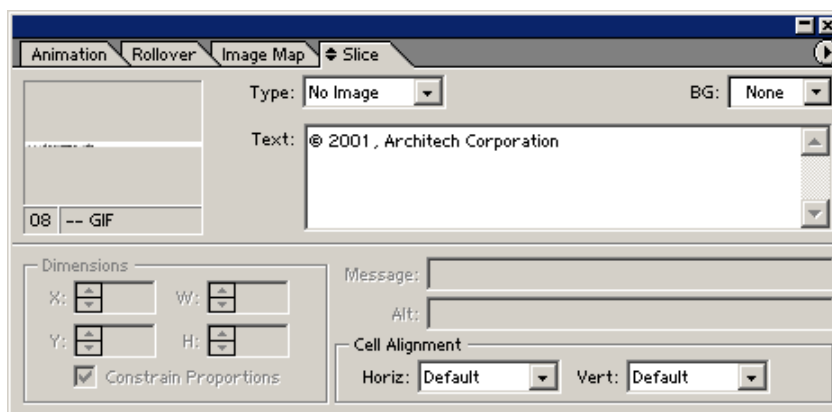 Animation Rollover Image Map Slice
Type: No Image BG: None
Text: © 2001, Architech Corporation
08 -- GIF
Dimensions
X: W:
Y: H:
Constrain Proportions
Message:
Alt:
Cell Alignment
Horiz: Default Vert: Default